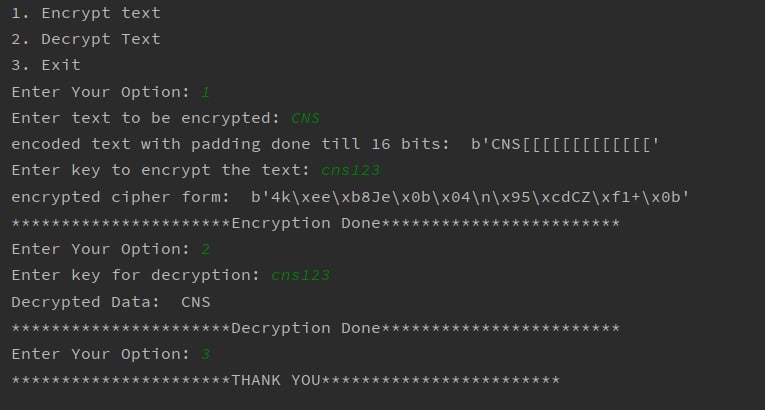 1. Encrypt text
2. Decrypt Text
3. Exit
Enter Your Option: 1
Enter text to be encrypted: CNS
encoded text with padding done till 16 bits:  b'CNS[[[[[[[[[[[[['
Enter key to encrypt the text: cns123
encrypted cipher form:  b'4k\xee\xb8Je\x0b\x04\n\x95\xcdCZ\xf1+\x0b'
**********************Encryption Done************************
Enter Your Option: 2
Enter key for decryption: cns123
Decrypted Data:  CNS
**********************Decryption Done************************
Enter Your Option: 3
**********************THANK YOU************************